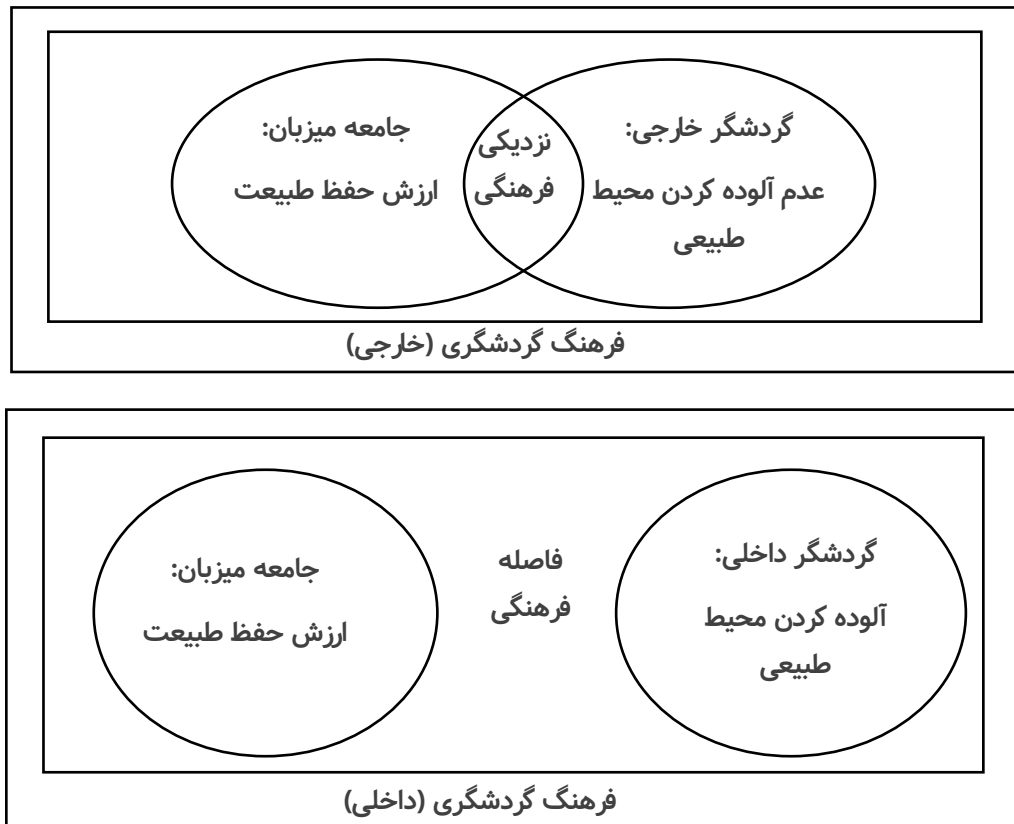 گردشگر خارجی:
عدم آلوده کردن محیط
طبیعی
نزدیکی
فرهنگی
جامعه میزبان:
ارزش حفظ طبیعت
فرهنگ گردشگری (خارجی)
گردشگر داخلی:
آلوده کردن محیط
طبیعی
فاصله
فرهنگی
جامعه میزبان:
ارزش حفظ طبیعت
فرهنگ گردشگری (داخلی)